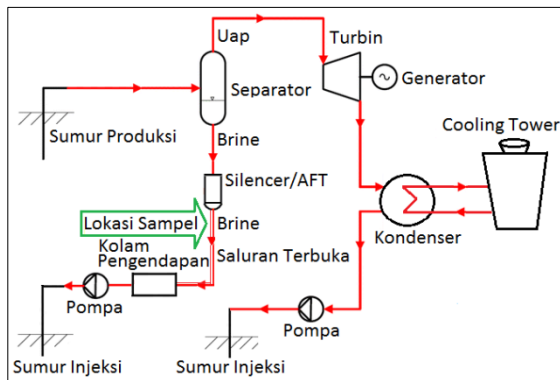 Uap
Turbin
Separator
Generator
Sumur Produksi
Cooling Tower
Brine
Silencer/AFT
Lokasi Sampel
Brine
Kondenser
Kolam
Pengendapan
Saluran Terbuka
Pompa
Pompa
Sumur Injeksi
Sumur Injeksi